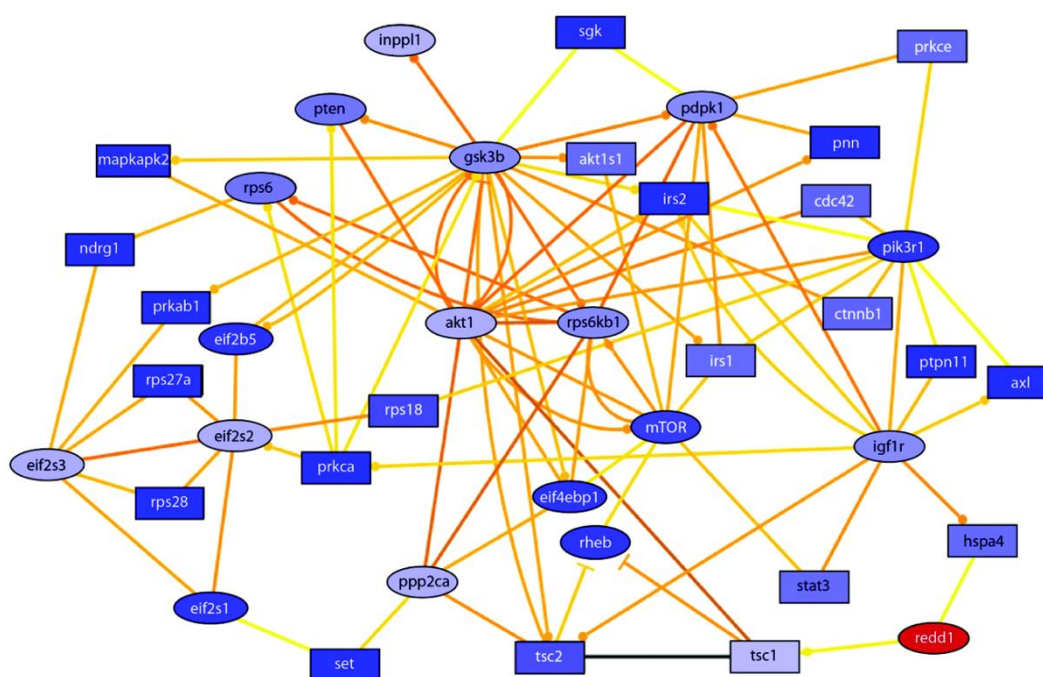 sgk
inppl1
prkce
pten
pdpk1
mapkapk2
gsk3b
akt1s1
pnn
rps6
irs2
cdc42
ndrg1
pik3r1
prkab1
akt1
rps6kb1
ctnnb1
eif2b5
irs1
ptpn11
rps27a
axl
rps18
eif2s2
mTOR
igf1r
eif2s3
prkca
rps28
eif4ebp1
rheb
hspa4
ppp2ca
stat3
eif2s1
redd1
set
tsc2
tsc1